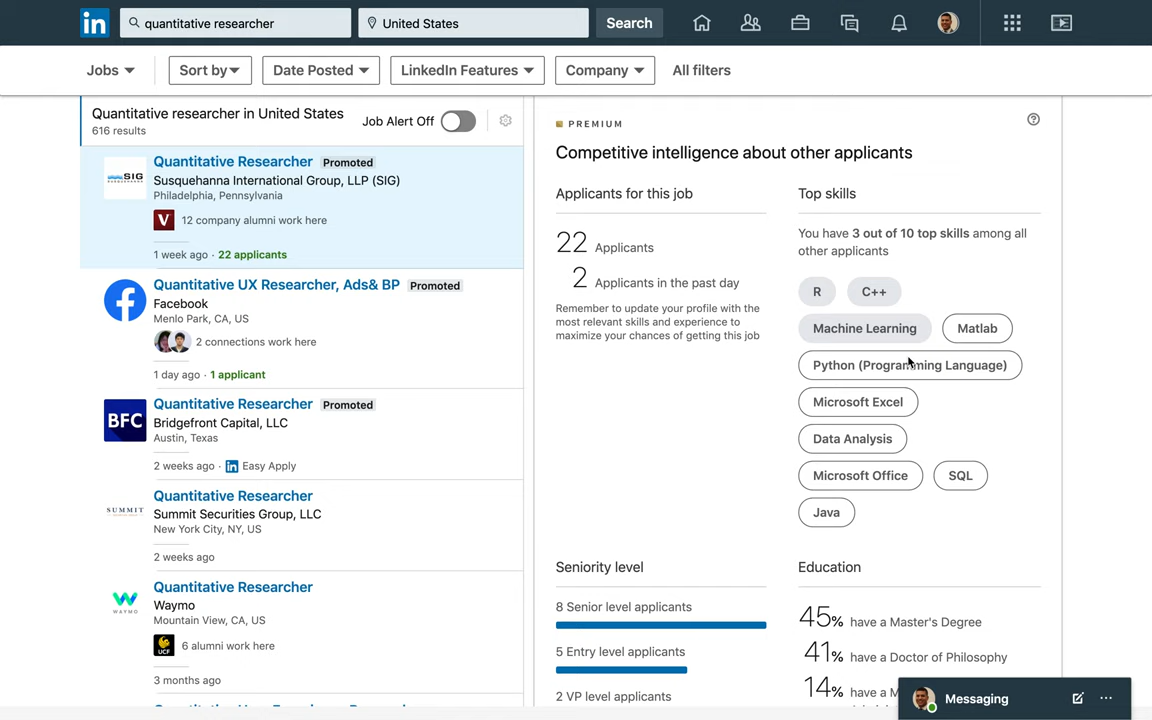 in
quantitative researcher
United States
Search
Jobs
Sort by
Date Posted
LinkedIn Features
Company
All filters
Quantitative researcher in United States
616 results
Job Alert Off
SIG
Quantitative Researcher Promoted
Susquehanna International Group, LLP (SIG)
Philadelphia, Pennsylvania
V 12 company alumni work here
1 week ago · 22 applicants
Quantitative UX Researcher, Ads& BP Promoted
Facebook
Menlo Park, CA, US
2 connections work here
1 day ago · 1 applicant
BFC
Quantitative Researcher Promoted
Bridgefront Capital, LLC
Austin, Texas
2 weeks ago · in Easy Apply
SUMMIT
Quantitative Researcher
Summit Securities Group, LLC
New York City, NY, US
2 weeks ago
WAYMO
Quantitative Researcher
Waymo
Mountain View, CA, US
UCF 6 alumni work here
3 months ago
PREMIUM
Competitive intelligence about other applicants
Applicants for this job
22 Applicants
2 Applicants in the past day
Remember to update your profile with the
most relevant skills and experience to
maximize your chances of getting this job
Top skills
You have 3 out of 10 top skills among all
other applicants
R C++
Machine Learning Matlab
Python (Programming Language)
Microsoft Excel
Data Analysis
Microsoft Office SQL
Java
Seniority level
8 Senior level applicants
5 Entry level applicants
2 VP level applicants
Education
45% have a Master's Degree
41% have a Doctor of Philosophy
14% have a M
Messaging